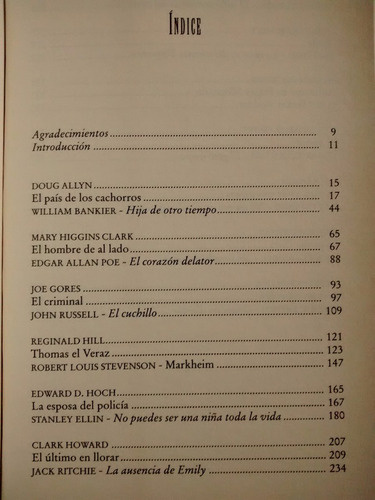 ÍNDICE
Agradecimientos 9
Introducción 11
DOUG ALLYN 15
El país de los cachorros 17
WILLIAM BANKIER - Hija de otro tiempo 44
MARY HIGGINS CLARK 65
El hombre de al lado 67
EDGAR ALLAN POE - El corazón delator 88
JOE GORES 93
El criminal 97
JOHN RUSSELL - El cuchillo 109
REGINALD HILL 121
Thomas el Veraz 123
ROBERT LOUIS STEVENSON - Markheim 147
EDWARD D. HOCH 165
La esposa del policía 167
STANLEY ELLIN - No puedes ser una niña toda la vida 180
CLARK HOWARD 207
El último en llorar 209
JACK RITCHIE - La ausencia de Emily 234